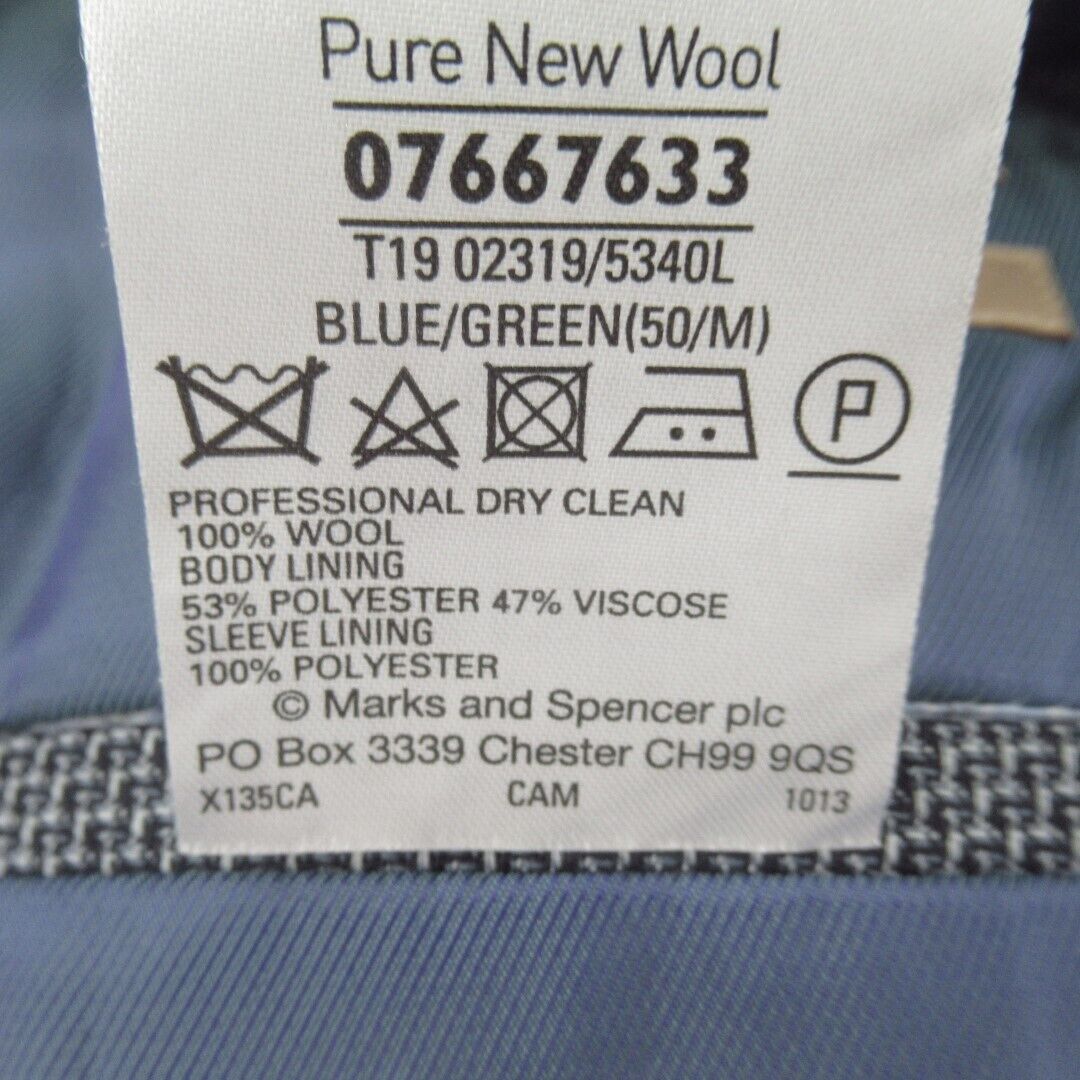 Pure New Wool
07667633
T19 02319/5340L
BLUE/GREEN(50/M)
P
PROFESSIONAL DRY CLEAN
100% WOOL
BODY LINING
53% POLYESTER 47% VISCOSE
SLEEVE LINING
100% POLYESTER
© Marks and Spencer plc
PO Box 3339 Chester CH99 9QS
X135CA CAM 1013